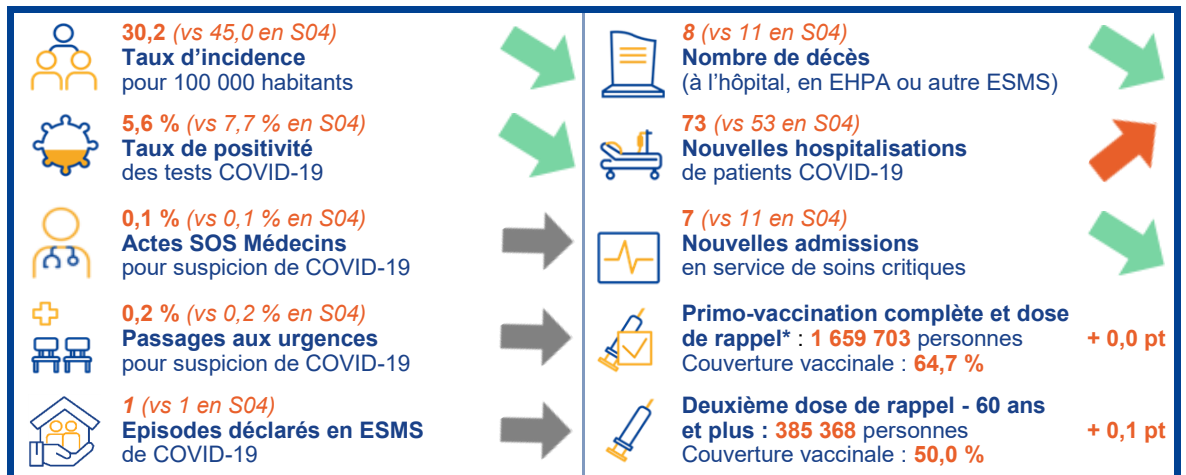 30,2 (vs 45,0 en S04)
Taux d’incidence
pour 100 000 habitants
5,6 % (vs 7,7 % en S04)
Taux de positivité
des tests COVID-19
0,1 % (vs 0,1 % en S04)
Actes SOS Médecins
pour suspicion de COVID-19
0,2 % (vs 0,2 % en S04)
Passages aux urgences
pour suspicion de COVID-19
1 (vs 1 en S04)
Episodes déclarés en ESMS
de COVID-19
8 (vs 11 en S04)
Nombre de décès
(à l’hôpital, en EHPA ou autre ESMS)
73 (vs 53 en S04)
Nouvelles hospitalisations
de patients COVID-19
7 (vs 11 en S04)
Nouvelles admissions
en service de soins critiques
Primo-vaccination complète et dose
de rappel* : 1 659 703 personnes + 0,0 pt
Couverture vaccinale : 64,7 %
Deuxième dose de rappel - 60 ans
et plus : 385 368 personnes + 0,1 pt
Couverture vaccinale : 50,0 %